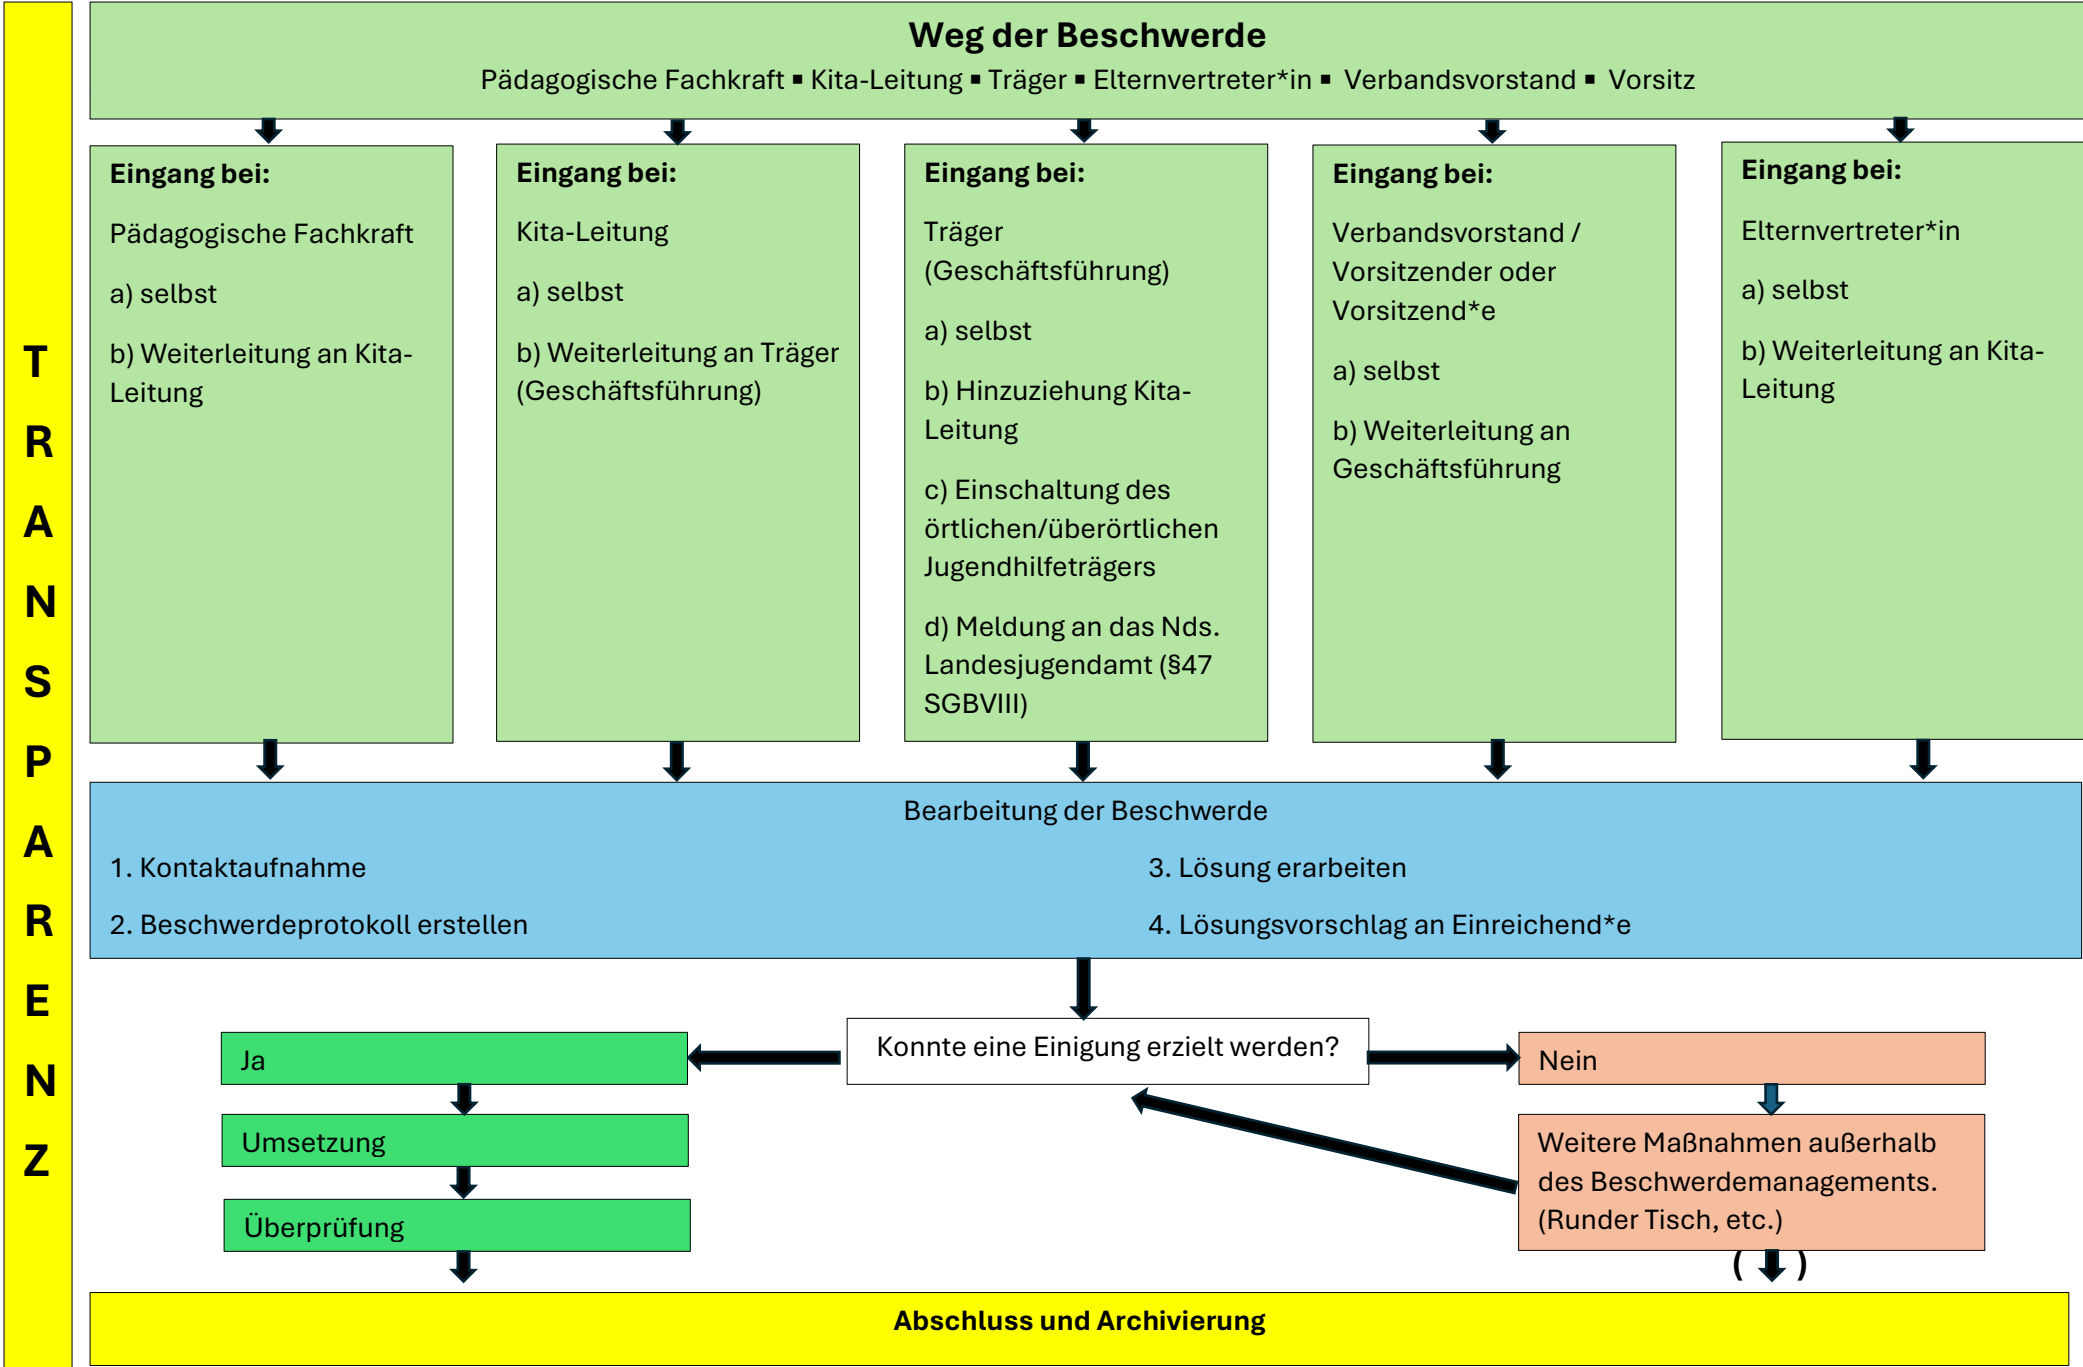 T
R
A
N
S
P
A
R
E
N
Z
Weg der Beschwerde
Pädagogische Fachkraft ▪ Kita-Leitung ▪ Träger ▪ Elternvertreter*in ▪ Verbandsvorstand ▪ Vorsitz
Eingang bei:
Pädagogische Fachkraft
a) selbst
b) Weiterleitung an Kita-
Leitung
Eingang bei:
Kita-Leitung
a) selbst
b) Weiterleitung an Träger
(Geschäftsführung)
Eingang bei:
Träger
(Geschäftsführung)
a) selbst
b) Hinzuziehung Kita-
Leitung
c) Einschaltung des
örtlichen/überörtlichen
Jugendhilfeträgers
d) Meldung an das Nds.
Landesjugendamt (§47
SGBVIII)
Eingang bei:
Verbandsvorstand /
Vorsitzender oder
Vorsitzend*e
a) selbst
b) Weiterleitung an
Geschäftsführung
Eingang bei:
Elternvertreter*in
a) selbst
b) Weiterleitung an Kita-
Leitung
Bearbeitung der Beschwerde
1. Kontaktaufnahme
2. Beschwerdeprotokoll erstellen
3. Lösung erarbeiten
4. Lösungsvorschlag an Einreichend*e
Konnte eine Einigung erzielt werden?
Ja
Umsetzung
Überprüfung
Nein
Weitere Maßnahmen außerhalb
des Beschwerdemanagements.
(Runder Tisch, etc.)
( )
Abschluss und Archivierung